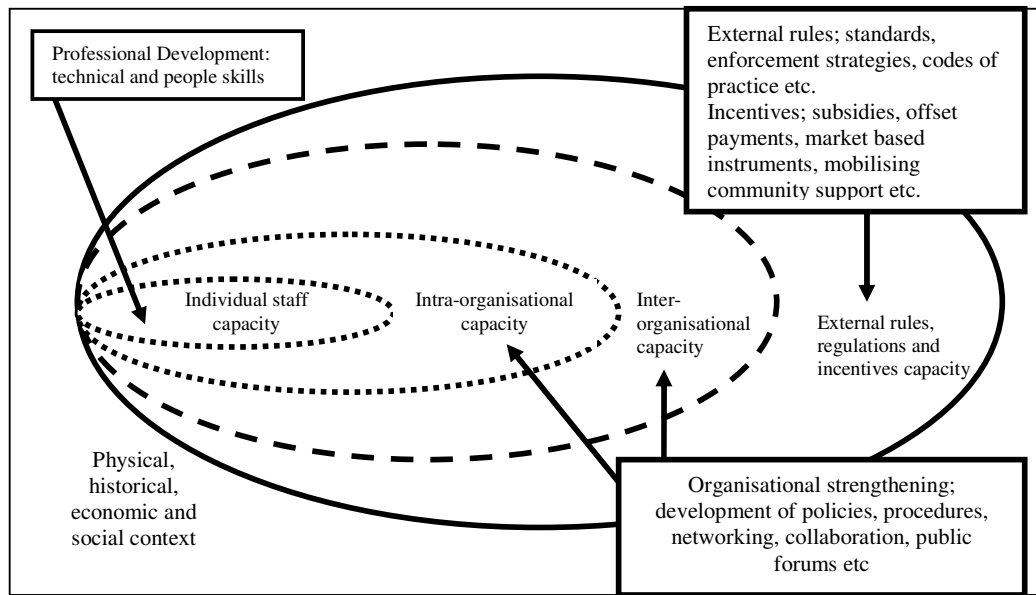 Professional Development:
technical and people skills
External rules; standards,
enforcement strategies, codes of
practice etc.
Incentives; subsidies, offset
payments, market based
instruments, mobilising
community support etc.
Individual staff
capacity
Intra-organisational
capacity
Inter-
organisational
capacity
External rules,
regulations and
incentives capacity
Physical,
historical,
economic and
social context
Organisational strengthening;
development of policies, procedures,
networking, collaboration, public
forums etc